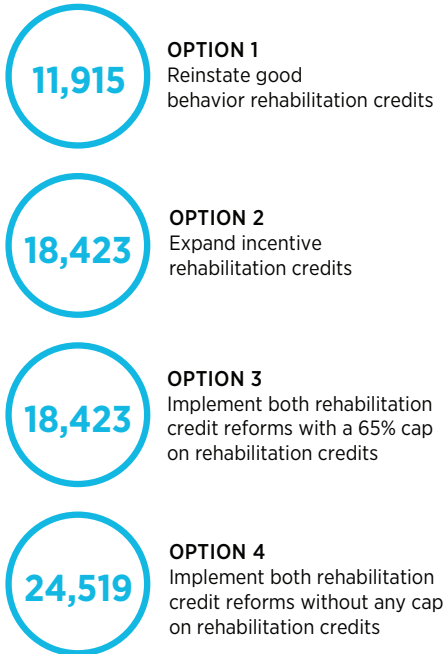 11,915
OPTION 1
Reinstate good
behavior rehabilitation credits
18,423
OPTION 2
Expand incentive
rehabilitation credits
18,423
OPTION 3
Implement both rehabilitation
credit reforms with a 65% cap
on rehabilitation credits
24,519
OPTION 4
Implement both rehabilitation
credit reforms without any cap
on rehabilitation credits